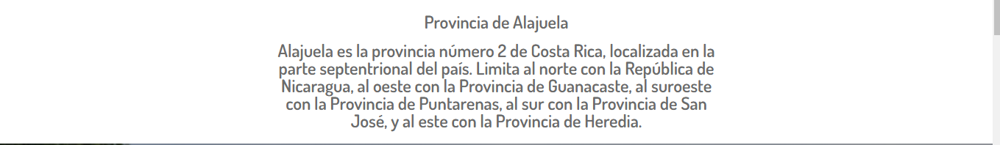 Provincia de Alajuela
Alajuela es la provincia número 2 de Costa Rica, localizada en la
parte septentrional del país. Limita al norte con la República de
Nicaragua, al oeste con la Provincia de Guanacaste, al suroeste
con la Provincia de Puntarenas, al sur con la Provincia de San
José, y al este con la Provincia de Heredia.